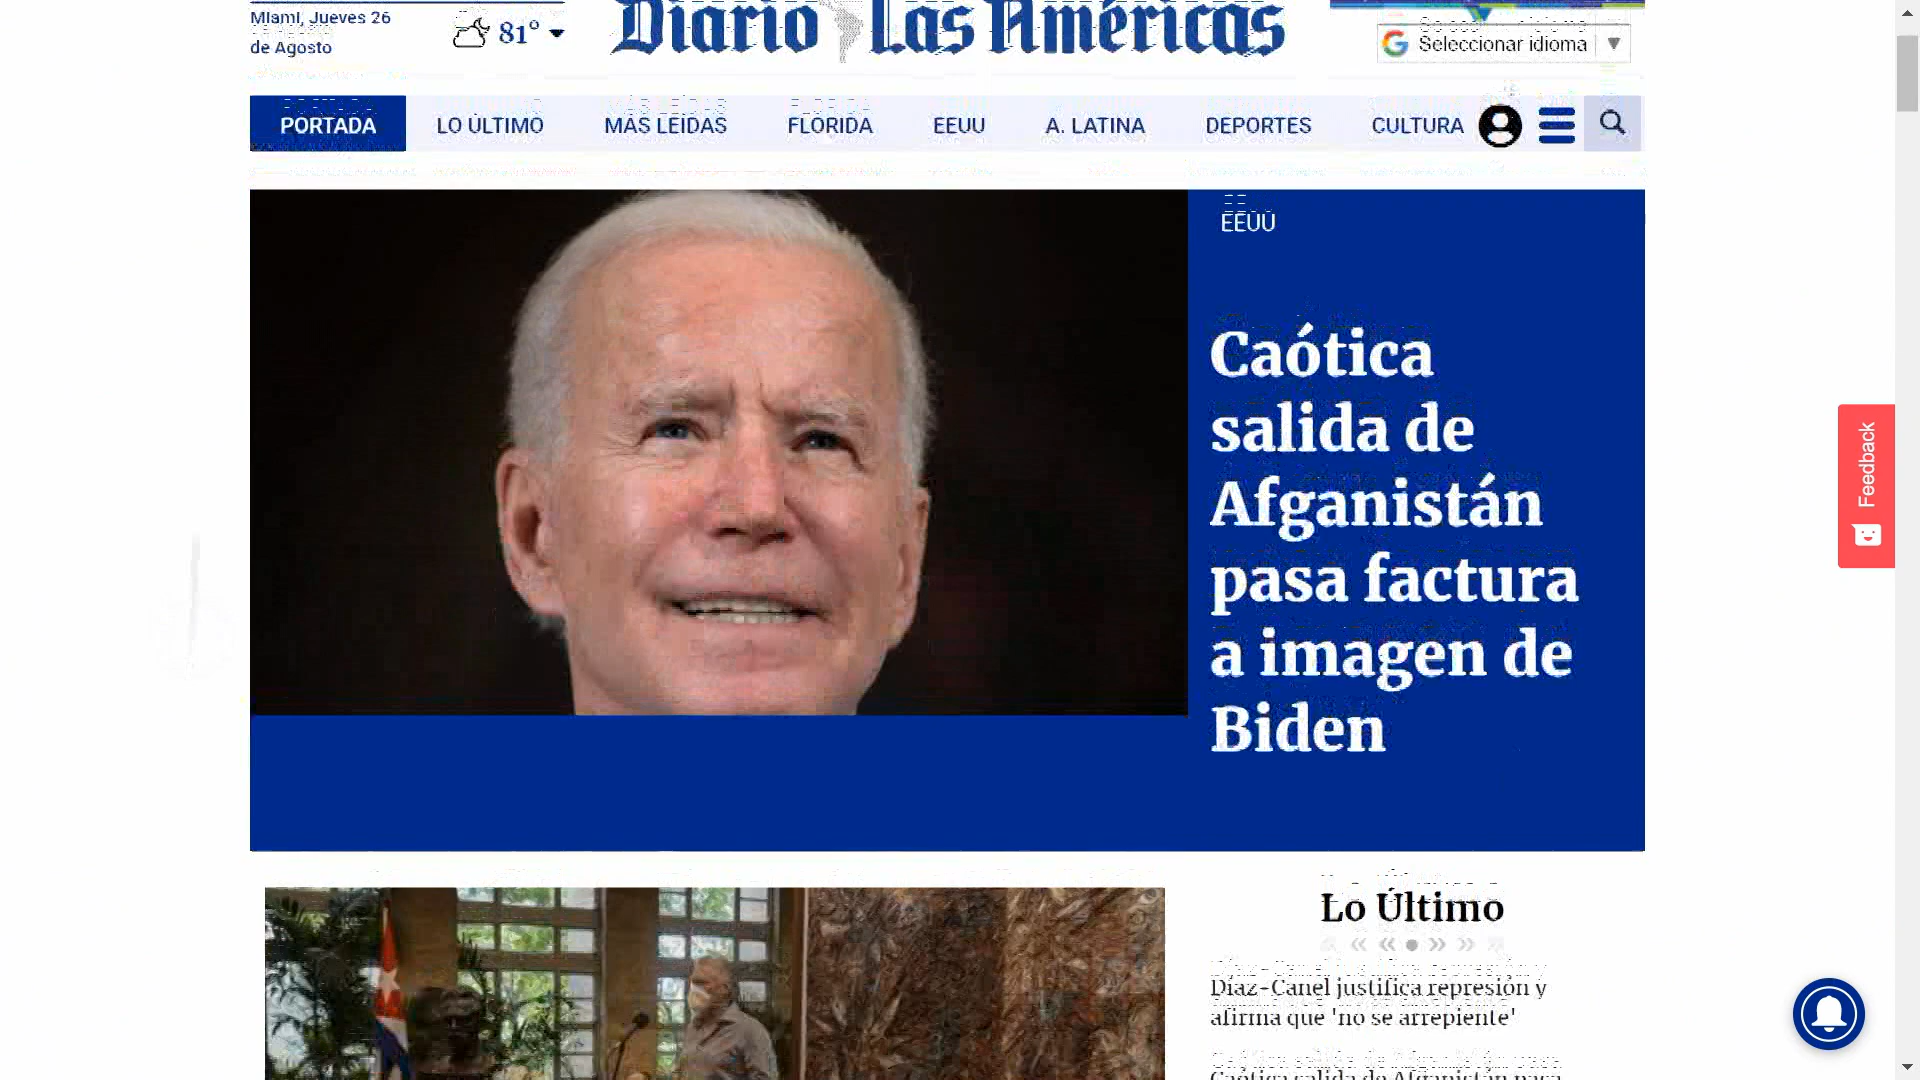 Miami, Jueves 26
de Agosto
81°
Diario Las Américas
Seleccionar idioma
PORTADA
LO ÚLTIMO
MÁS LEÍDAS
FLORIDA
EEUU
A. LATINA
DEPORTES
CULTURA
EEUU
Caótica
salida de
Afganistán
pasa factura
a imagen de
Biden
Feedback
Lo Último
Díaz-Canel justifica represión y
afirma que 'no se arrepiente'
Caótica salida de Afganistán pasa